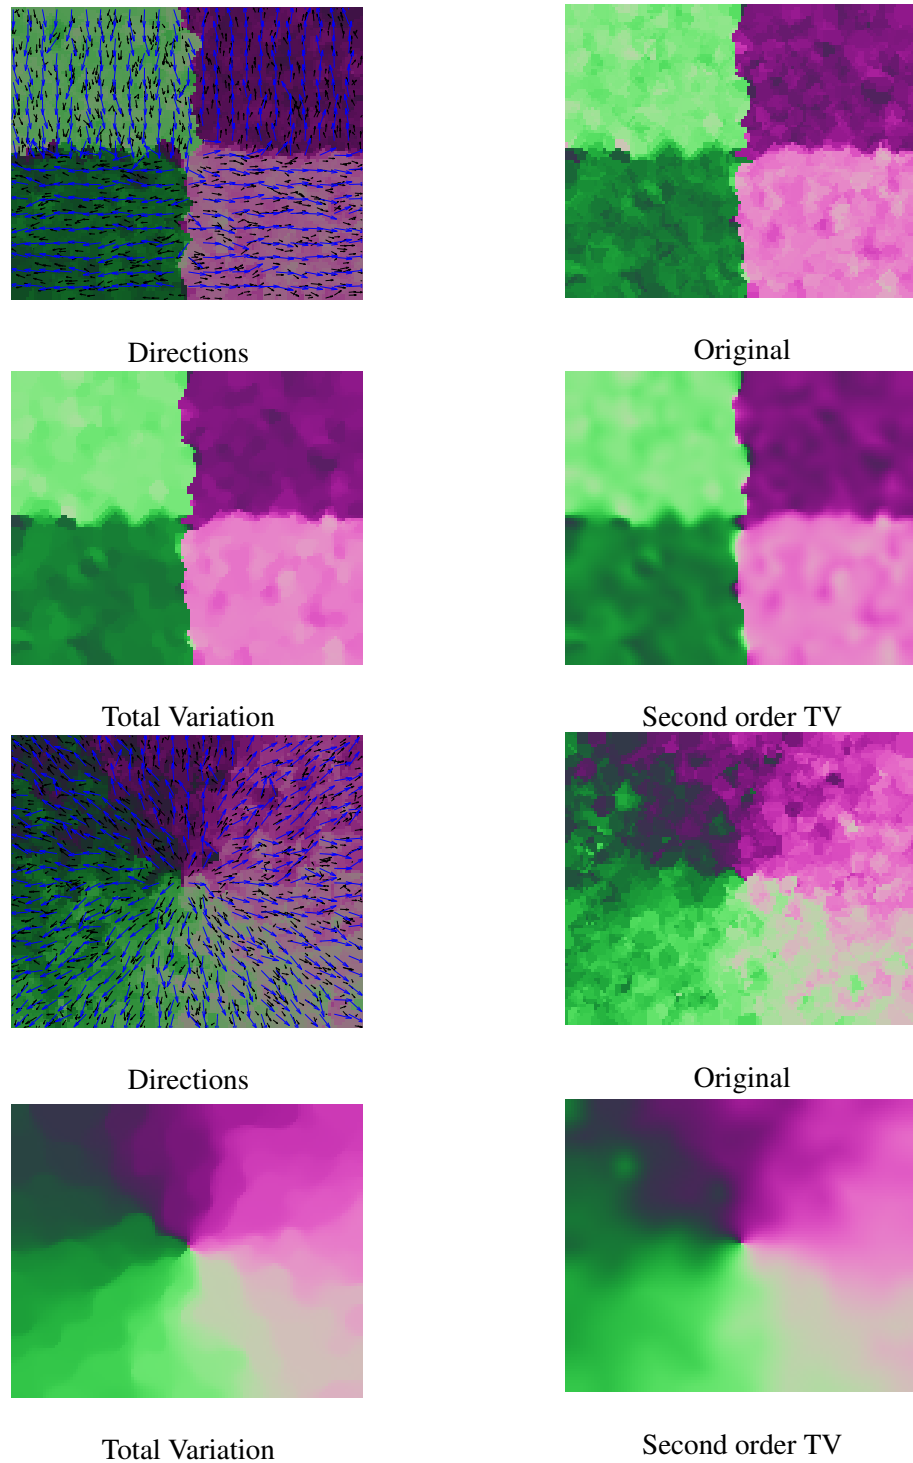 Directions
Original
Total Variation
Second order TV
Directions
Original
Total Variation
Second order TV